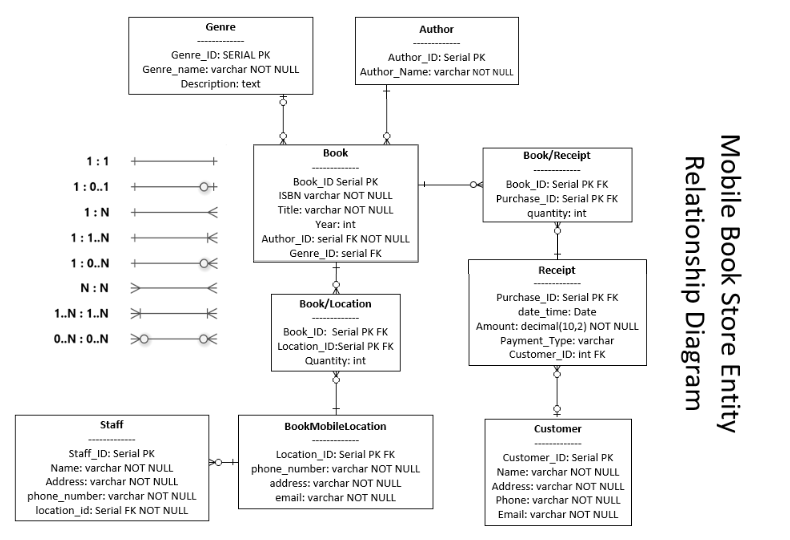 Genre
-------------
Genre_ID: SERIAL PK
Genre_name: varchar NOT NULL
Description: text
Author
-------------
Author_ID: Serial PK
Author_Name: varchar NOT NULL
1 : 1
1 : 0..1
1 : N
1 : 1..N
1 : 0..N
N : N
1..N : 1..N
0..N : 0..N
Book
-------------
Book_ID Serial PK
ISBN varchar NOT NULL
Title: varchar NOT NULL
Year: int
Author_ID: serial FK NOT NULL
Genre_ID: serial FK
Book/Receipt
-------------
Book_ID: Serial PK FK
Purchase_ID: Serial PK FK
quantity: int
Book/Location
-------------
Book_ID:  Serial PK FK
Location_ID:Serial PK FK
Quantity: int
Receipt
-------------
Purchase_ID: Serial PK FK
date_time: Date
Amount: decimal(10,2) NOT NULL
Payment_Type: varchar
Customer_ID: int FK
Staff
-------------
Staff_ID: Serial PK
Name: varchar NOT NULL
Address: varchar NOT NULL
phone_number: varchar NOT NULL
location_id: Serial FK NOT NULL
BookMobileLocation
-------------
Location_ID: Serial PK FK
phone_number: varchar NOT NULL
address: varchar NOT NULL
email: varchar NOT NULL
Customer
-------------
Customer_ID: Serial PK
Name: varchar NOT NULL
Address: varchar NOT NULL
Phone: varchar NOT NULL
Email: varchar NOT NULL
Mobile Book Store Entity
Relationship Diagram